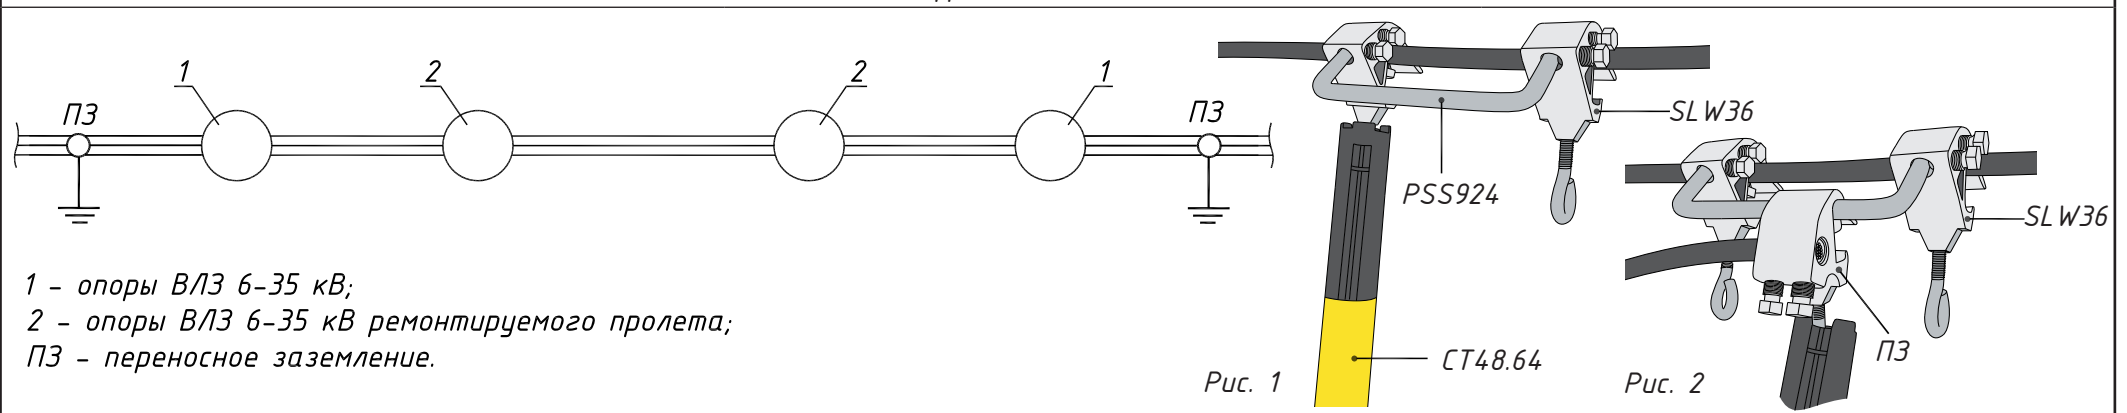 1
2
2
1
ПЗ
ПЗ
1 - опоры ВЛЗ 6-35 кВ;
2 - опоры ВЛЗ 6-35 кВ ремонтируемого пролета;
ПЗ - переносное заземление.
SLW36
PSS924
СТ48.64
Рис. 1
SLW36
ПЗ
Рис. 2